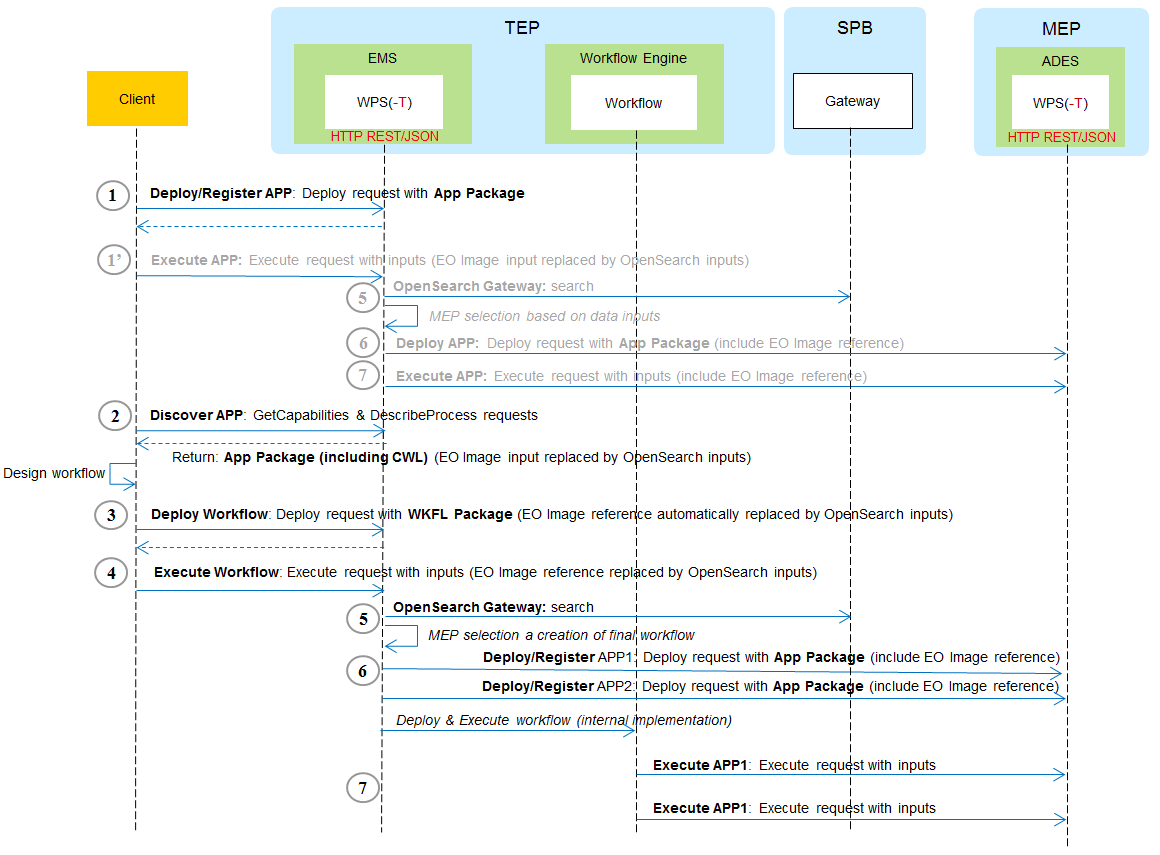 TEP
SPB
MEP
EMS
Workflow Engine
ADES
Client
WPS(-T)
Workflow
Gateway
WPS(-T)
HTTP REST/JSON
HTTP REST/JSON
1
Deploy/Register APP: Deploy request with App Package
1’
Execute APP: Execute request with inputs (EO Image input replaced by OpenSearch inputs)
5
OpenSearch Gateway: search
MEP selection based on data inputs
6
Deploy APP: Deploy request with App Package (include EO Image reference)
7
Execute APP: Execute request with inputs (include EO Image reference)
2
Discover APP: GetCapabilities & DescribeProcess requests
Return: App Package (including CWL) (EO Image input replaced by OpenSearch inputs)
Design workflow
3
Deploy Workflow: Deploy request with WKFL Package (EO Image reference automatically replaced by OpenSearch inputs)
4
Execute Workflow: Execute request with inputs (EO Image reference replaced by OpenSearch inputs)
5
OpenSearch Gateway: search
MEP selection a creation of final workflow
6
Deploy/Register APP1: Deploy request with App Package (include EO Image reference)
Deploy/Register APP2: Deploy request with App Package (include EO Image reference)
Deploy & Execute workflow (internal implementation)
7
Execute APP1: Execute request with inputs
Execute APP1: Execute request with inputs